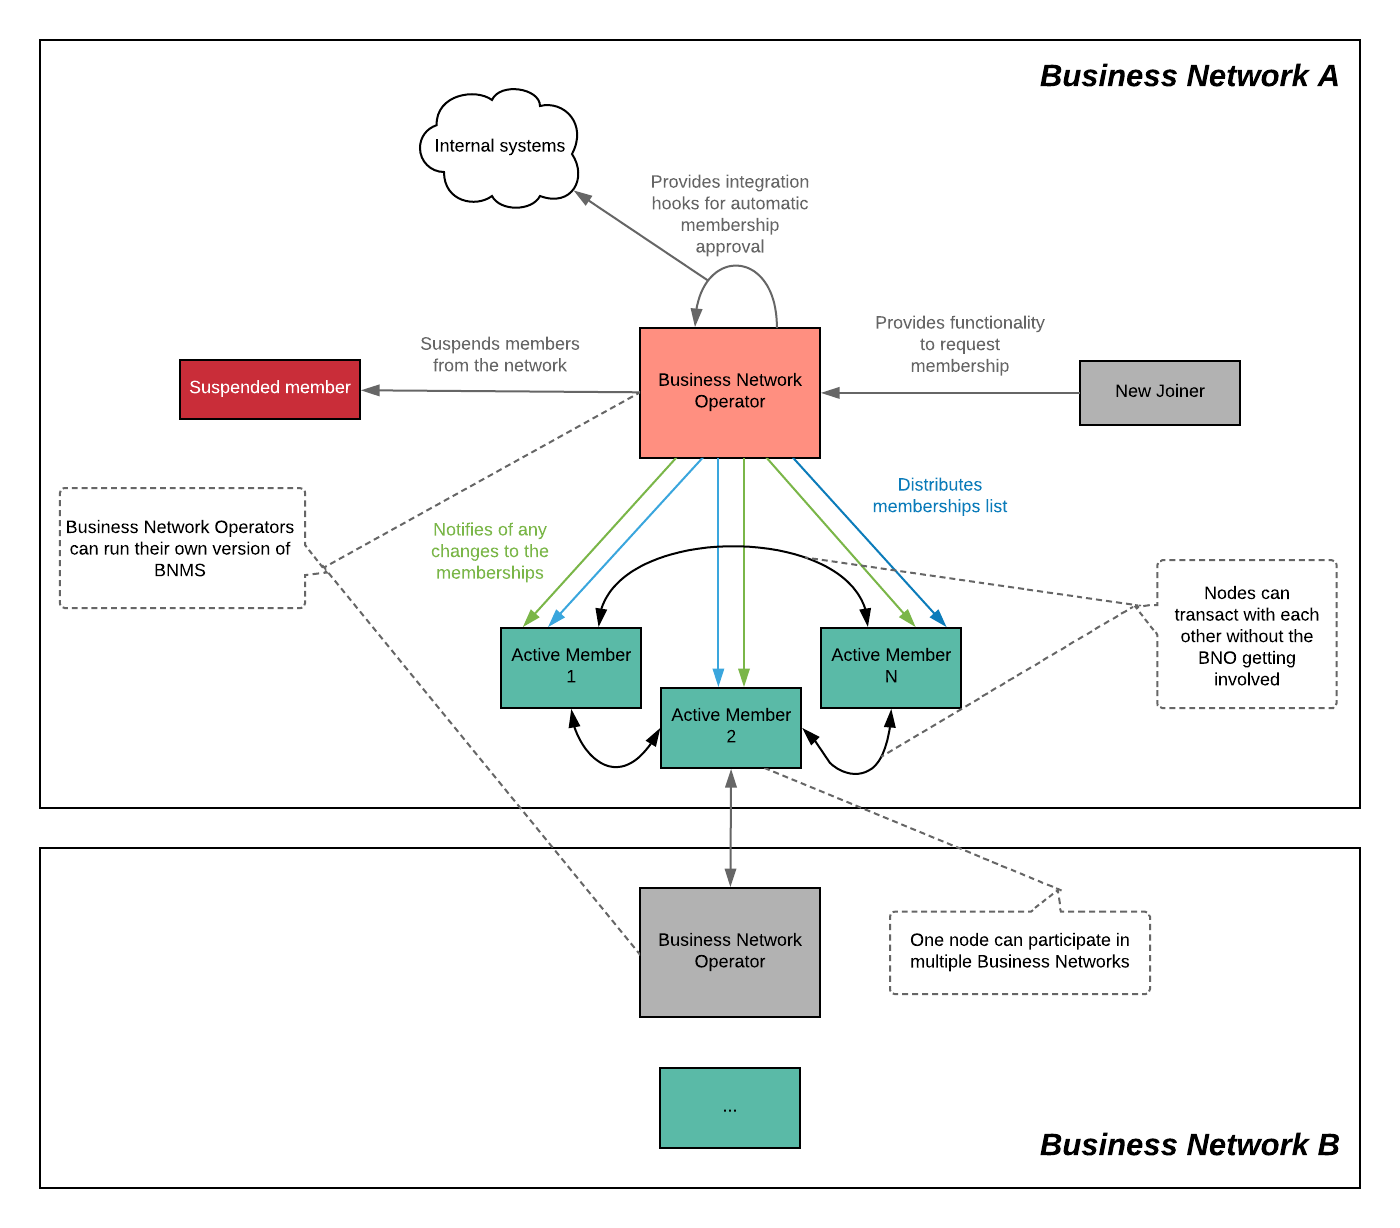 Business Network A
Internal systems
Provides integration
hooks for automatic
membership
approval
Suspends members
from the network
Provides functionality
to request
membership
Suspended member
Business Network
Operator
New Joiner
Distributes
memberships list
Business Network Operators
can run their own version of
BNMS
Notifies of any
changes to the
memberships
Nodes can
transact with each
other without the
BNO getting
involved
Active Member
1
Active Member
N
Active Member
2
Business Network
Operator
One node can participate in
multiple Business Networks
...
Business Network B